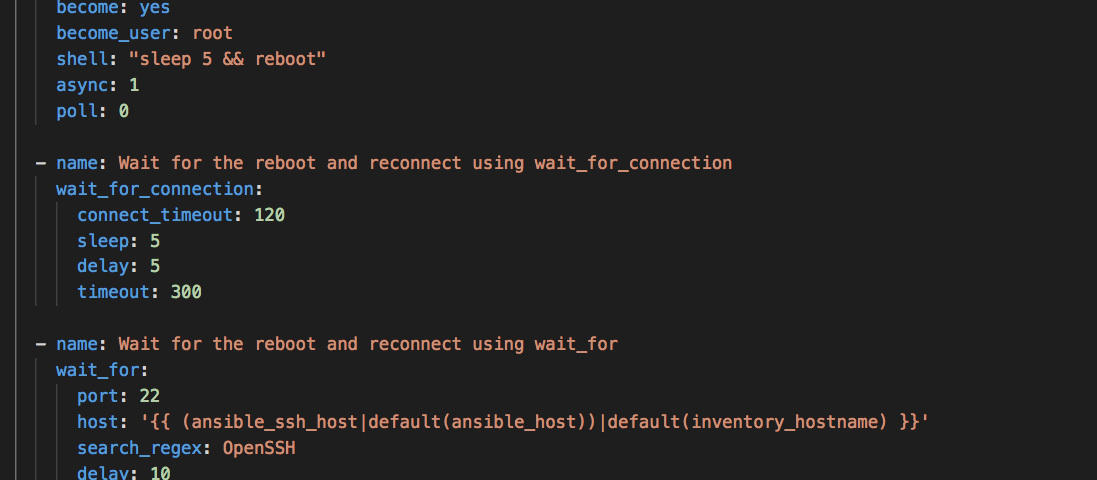 become: yes
become_user: root
shell: "sleep 5 && reboot"
async: 1
poll: 0
- name: Wait for the reboot and reconnect using wait_for_connection
wait_for_connection:
connect_timeout: 120
sleep: 5
delay: 5
timeout: 300
- name: Wait for the reboot and reconnect using wait_for
wait_for:
port: 22
host: '{{ (ansible_ssh_host|default(ansible_host))|default(inventory_hostname) }}'
search_regex: OpenSSH
delay: 10